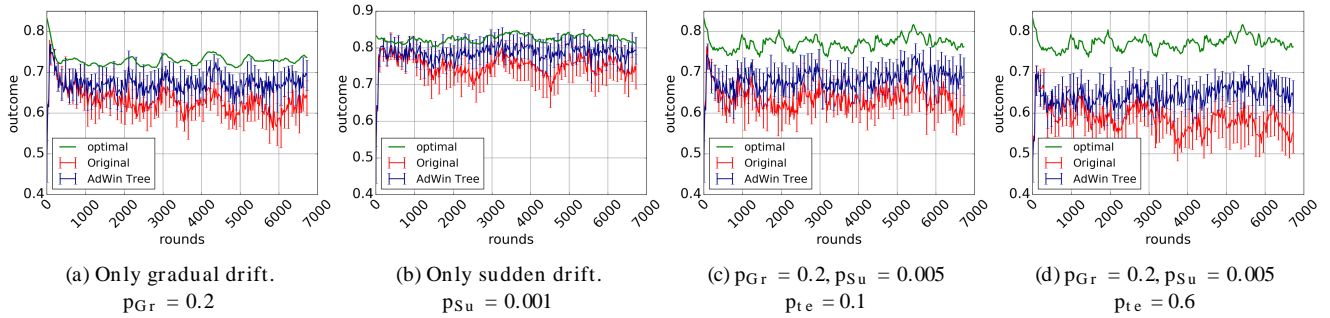 0.8
0.7
0.6
0.5
0.4
outcome
optimal
Original
AdWin Tree
0
1000
2000
3000
4000
5000
6000
7000
rounds
(a) Only gradual drift.
pGr = 0.2
0.9
0.8
0.7
0.6
0.5
0.4
outcome
optimal
Original
AdWin Tree
0
1000
2000
3000
4000
5000
6000
7000
rounds
(b) Only sudden drift.
pSu = 0.001
0.8
0.7
0.6
0.5
0.4
outcome
optimal
Original
AdWin Tree
0
1000
2000
3000
4000
5000
6000
7000
rounds
(c) pGr = 0.2, pSu = 0.005
pte = 0.1
0.8
0.7
0.6
0.5
0.4
outcome
optimal
Original
AdWin Tree
0
1000
2000
3000
4000
5000
6000
7000
rounds
(d) pGr = 0.2, pSu = 0.005
pte = 0.6